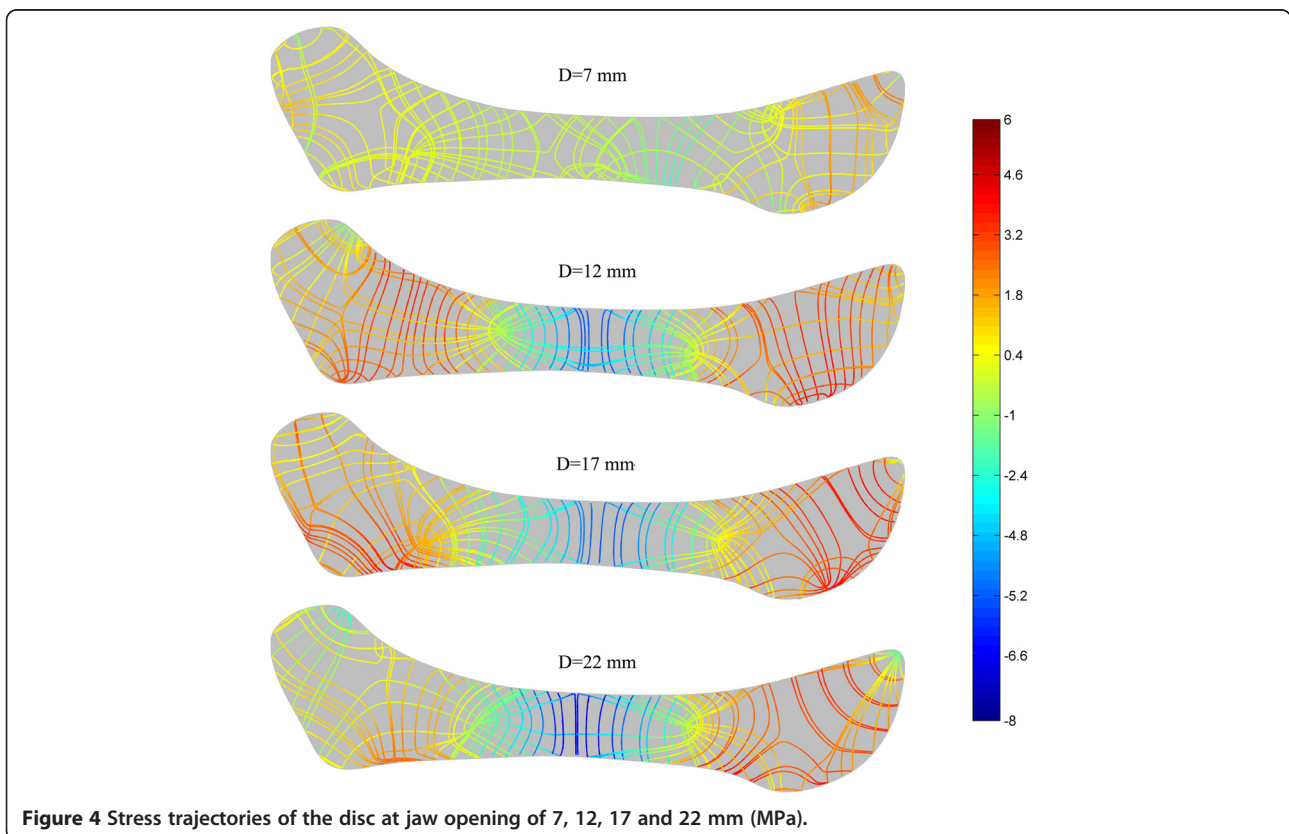 D=7 mm
D=12 mm
D=17 mm
D=22 mm
6
4.6
3.2
1.8
0.4
-1
-2.4
-4.8
-5.2
-6.6
-8
Figure 4 Stress trajectories of the disc at jaw opening of 7, 12, 17 and 22 mm (MPa).